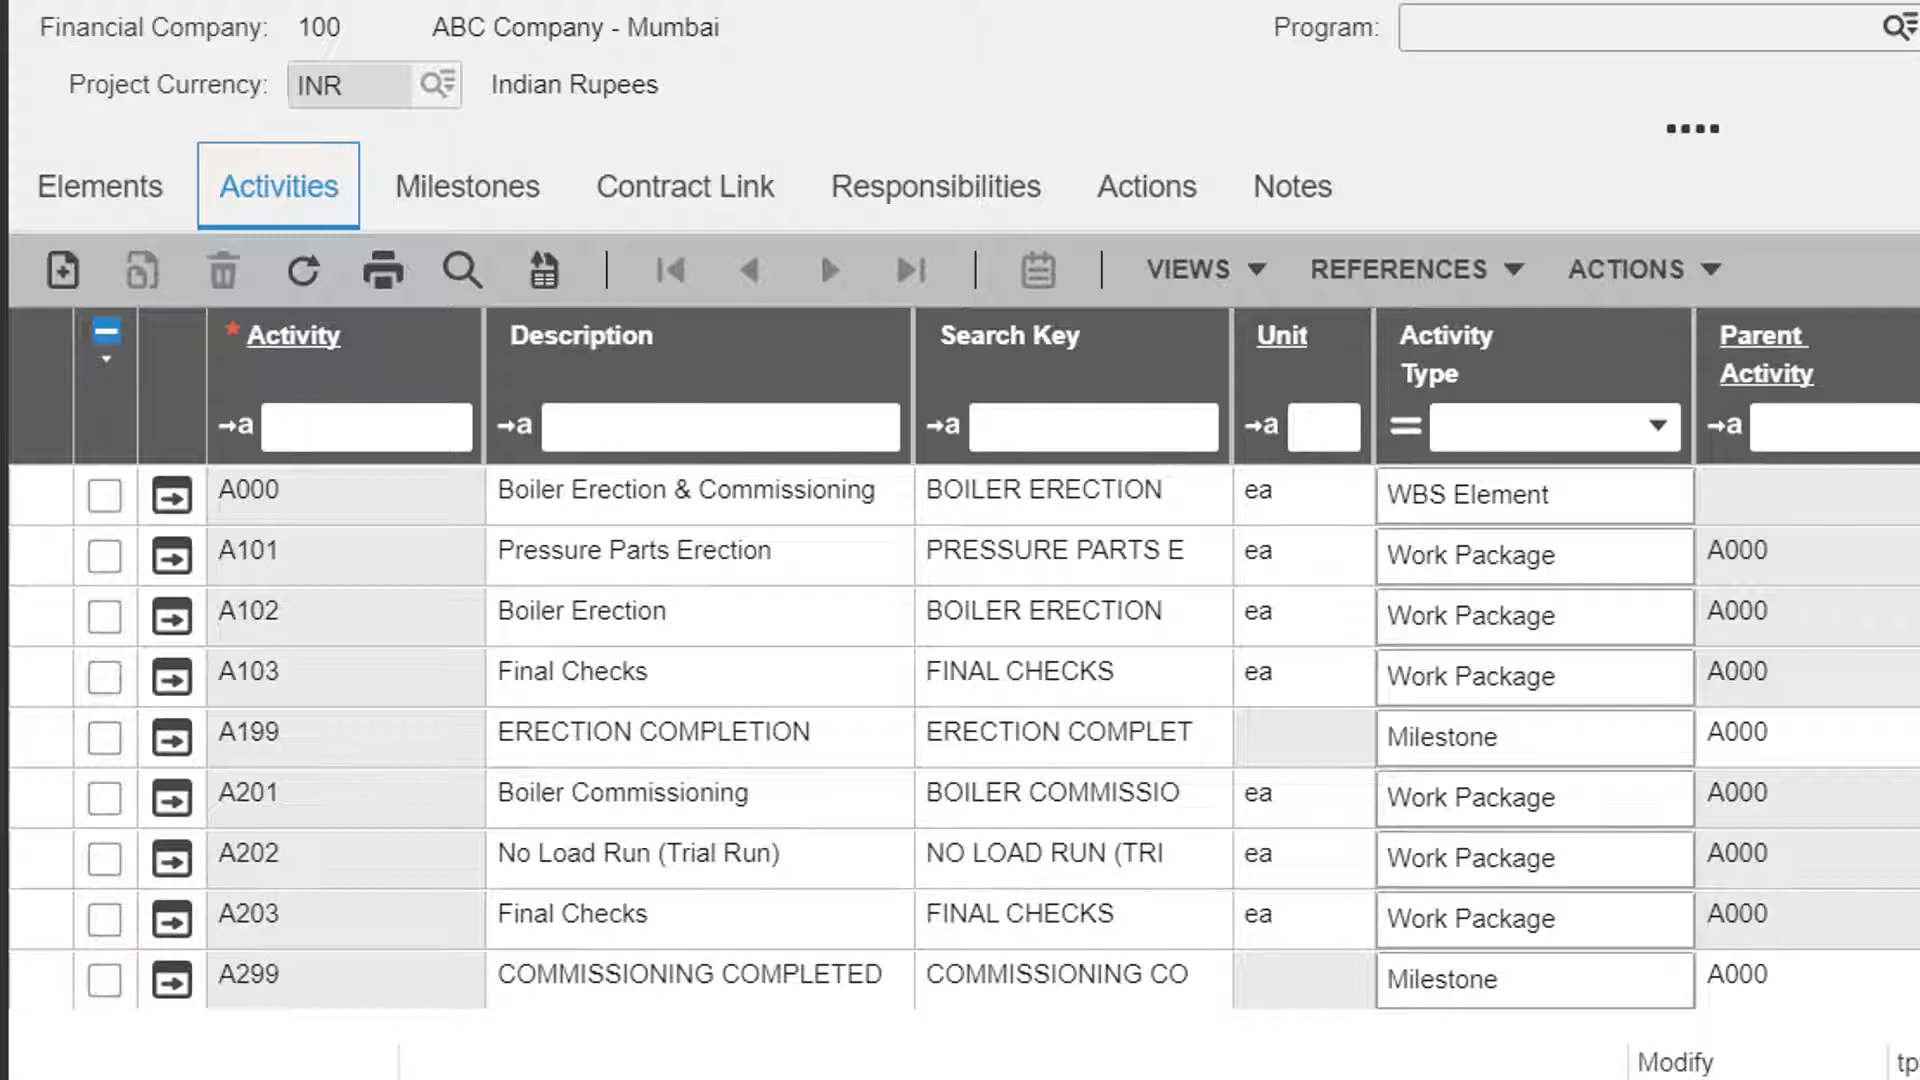 Financial Company: 100 ABC Company - Mumbai Program:
Project Currency: INR Indian Rupees
Elements Activities Milestones Contract Link Responsibilities Actions Notes
VIEWS REFERENCES ACTIONS
* Activity Description Search Key Unit Activity Type Parent Activity
→a →a →a →a = →a
A000 Boiler Erection & Commissioning BOILER ERECTION ea WBS Element
A101 Pressure Parts Erection PRESSURE PARTS E ea Work Package A000
A102 Boiler Erection BOILER ERECTION ea Work Package A000
A103 Final Checks FINAL CHECKS ea Work Package A000
A199 ERECTION COMPLETION ERECTION COMPLET Milestone A000
A201 Boiler Commissioning BOILER COMMISSIO ea Work Package A000
A202 No Load Run (Trial Run) NO LOAD RUN (TRI ea Work Package A000
A203 Final Checks FINAL CHECKS ea Work Package A000
A299 COMMISSIONING COMPLETED COMMISSIONING CO Milestone A000
Modify tp